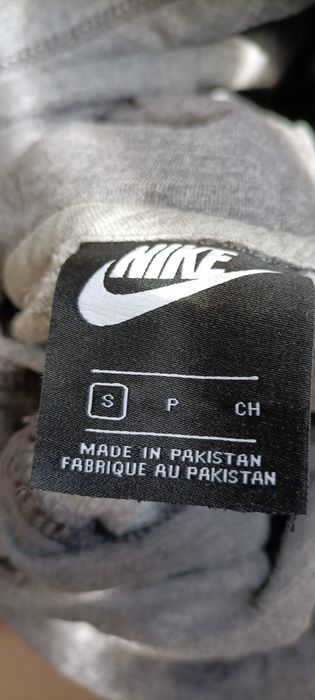 NIKE
S P CH
MADE IN PAKISTAN
FABRIQUE AU PAKISTAN